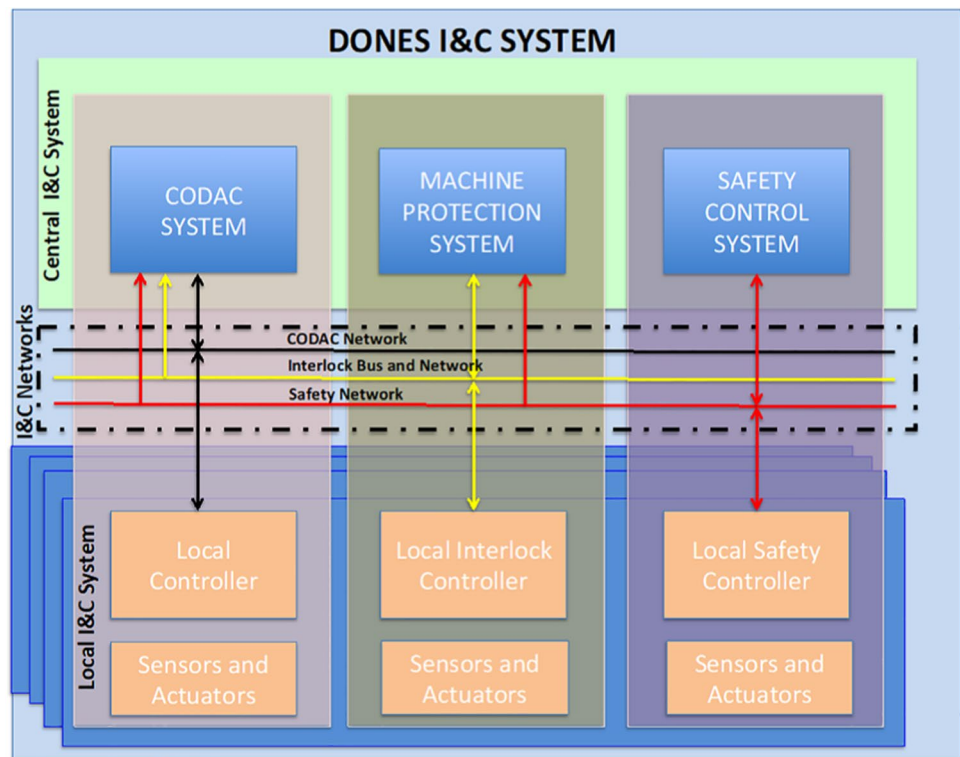 DONES I&C SYSTEM
Central I&C System
CODAC
SYSTEM
MACHINE
PROTECTION
SYSTEM
SAFETY
CONTROL
SYSTEM
I&C Networks
CODAC Network
Interlock Bus and Network
Safety Network
Local I&C System
Local
Controller
Local Interlock
Controller
Local Safety
Controller
Sensors and
Actuators
Sensors and
Actuators
Sensors and
Actuators